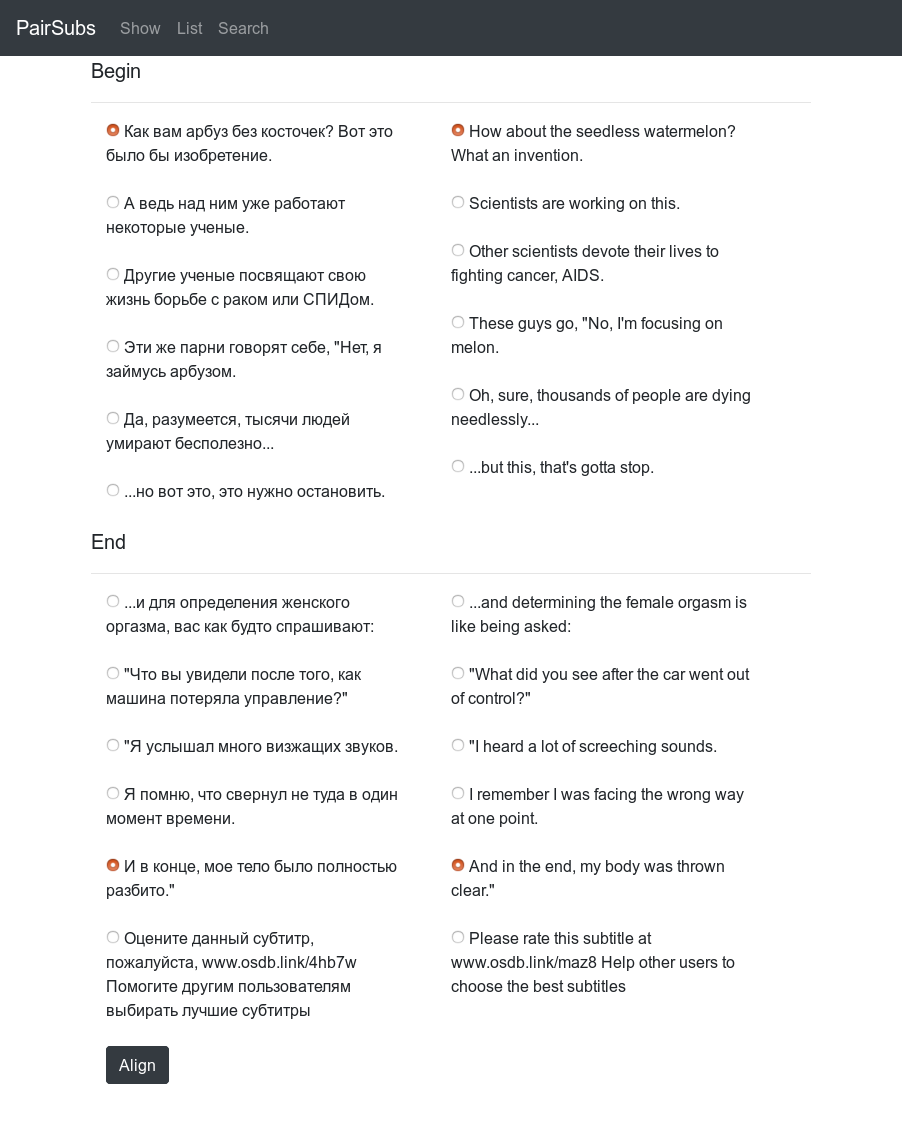 PairSubs Show List Search
Begin
Как вам арбуз без косточек? Вот это
было бы изобретение.
А ведь над ним уже работают
некоторые ученые.
Другие ученые посвящают свою
жизнь борьбе с раком или СПИДом.
Эти же парни говорят себе, "Нет, я
займусь арбузом.
Да, разумеется, тысячи людей
умирают бесполезно...
...но вот это, это нужно остановить.
How about the seedless watermelon?
What an invention.
Scientists are working on this.
Other scientists devote their lives to
fighting cancer, AIDS.
These guys go, "No, I'm focusing on
melon.
Oh, sure, thousands of people are dying
needlessly...
...but this, that's gotta stop.
End
...и для определения женского
оргазма, вас как будто спрашивают:
"Что вы увидели после того, как
машина потеряла управление?"
"Я услышал много визжащих звуков.
Я помню, что свернул не туда в один
момент времени.
И в конце, мое тело было полностью
разбито."
Оцените данный субтитр,
пожалуйста, www.osdb.link/4hb7w
Помогите другим пользователям
выбирать лучшие субтитры
...and determining the female orgasm is
like being asked:
"What did you see after the car went out
of control?"
"I heard a lot of screeching sounds.
I remember I was facing the wrong way
at one point.
And in the end, my body was thrown
clear."
Please rate this subtitle at
www.osdb.link/maz8 Help other users to
choose the best subtitles
Align